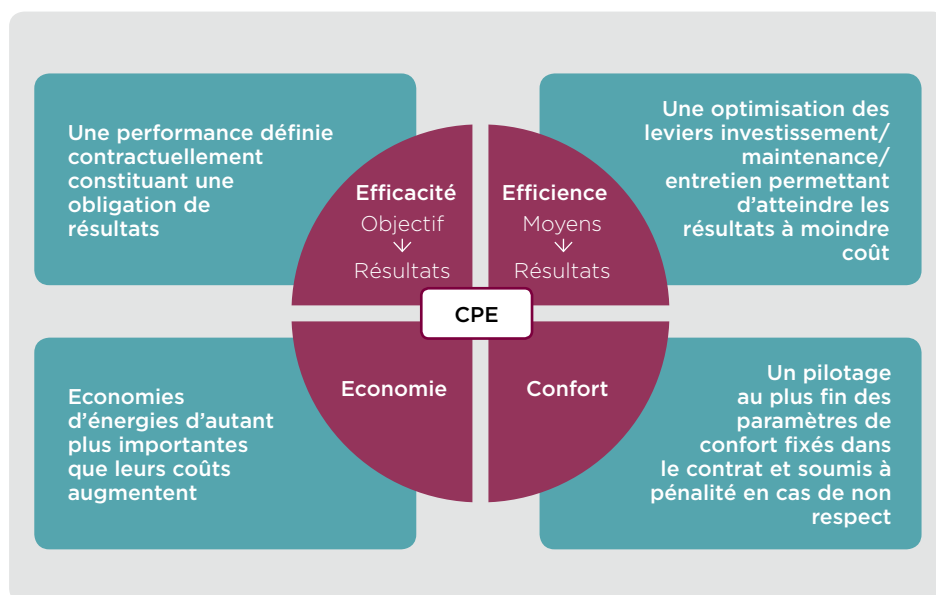 Une performance définie
contractuellement
constituant une
obligation de
résultats
Efficacité
Objectif
↓
Résultats
Efficience
Moyens
↓
Résultats
Une optimisation des
leviers investissement/
maintenance/
entretien permettant
d'atteindre les
résultats à moindre
coût
CPE
Economies
d'énergies d'autant
plus importantes
que leurs coûts
augmentent
Economie
Confort
Un pilotage
au plus fin des
paramètres de
confort fixés dans
le contrat et soumis à
pénalité en cas de non
respect